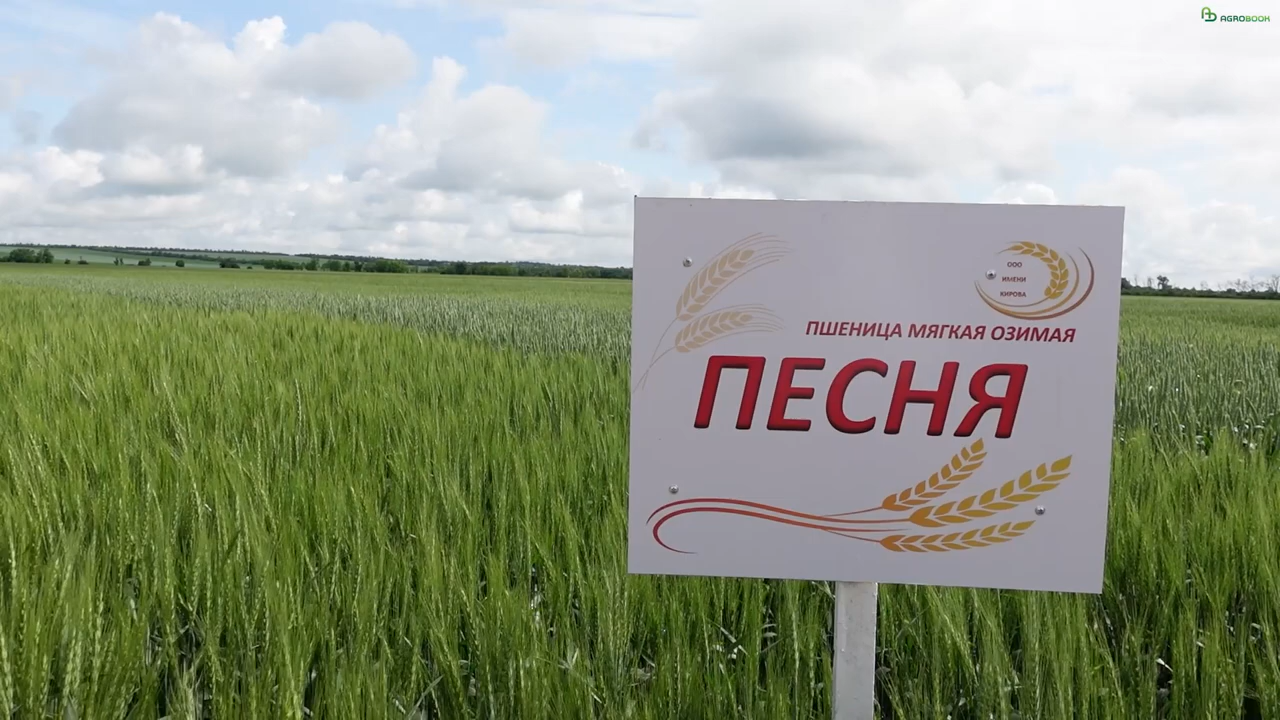 AGROBOOK
ООО
ИМЕНИ
КИРОВА
ПШЕНИЦА МЯГКАЯ ОЗИМАЯ
ПЕСНЯ